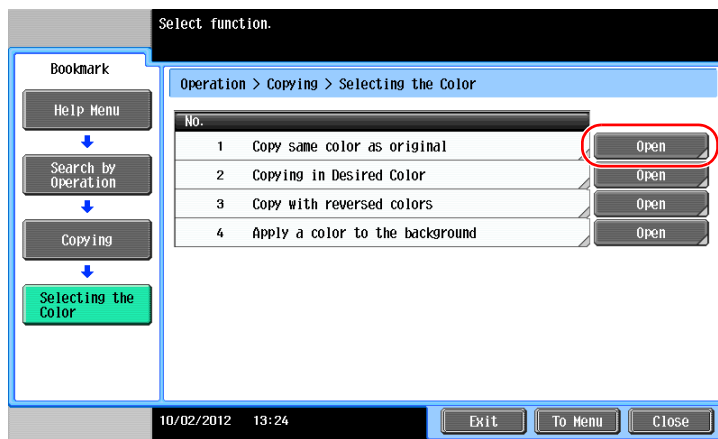 Select function.
Bookmark
Help Menu
Search by
Operation
Copying
Selecting the
Color
Operation > Copying > Selecting the Color
No.
1 Copy same color as original Open
2 Copying in Desired Color Open
3 Copy with reversed colors Open
4 Apply a color to the background Open
10/02/2012 13:24 Exit To Menu Close